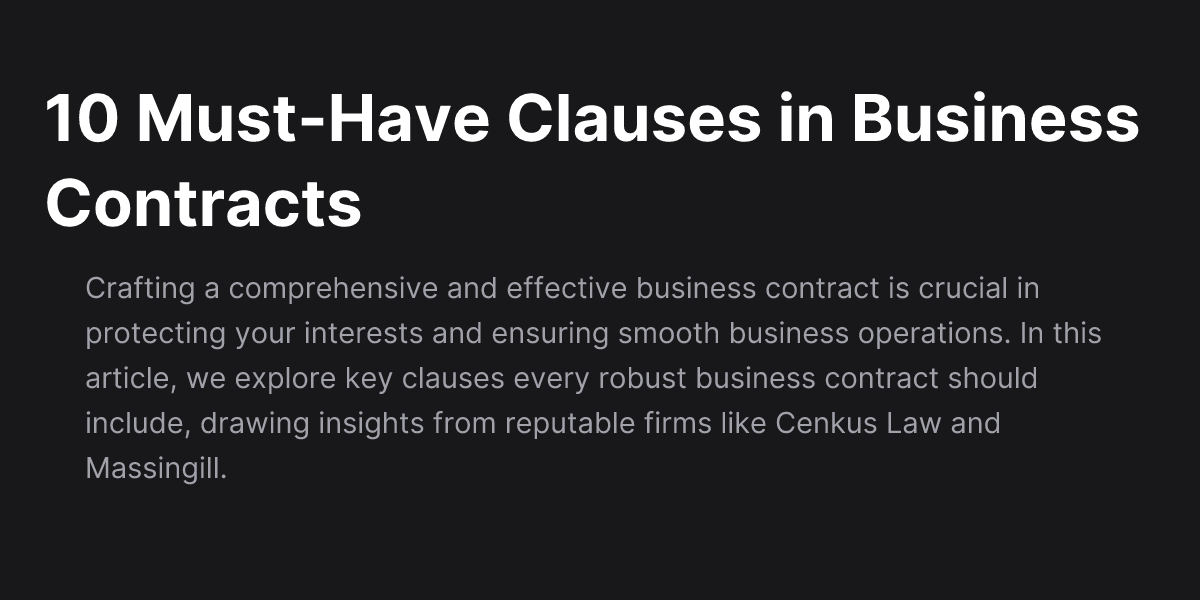 10 Must-Have Clauses in Business
Contracts
Crafting a comprehensive and effective business contract is crucial in
protecting your interests and ensuring smooth business operations. In this
article, we explore key clauses every robust business contract should
include, drawing insights from reputable firms like Cenkus Law and
Massingill.